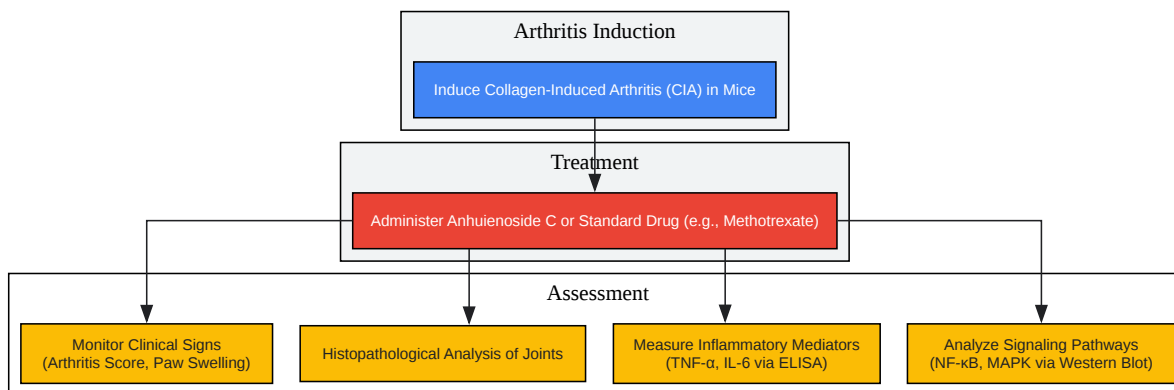 Arthritis Induction
Induce Collagen-Induced Arthritis (CIA) in Mice
Treatment
Administer Anhuienoside C or Standard Drug (e.g., Methotrexate)
Assessment
Monitor Clinical Signs
(Arthritis Score, Paw Swelling)
Histopathological Analysis of Joints
Measure Inflammatory Mediators
(TNF-α, IL-6 via ELISA)
Analyze Signaling Pathways
(NF-κB, MAPK via Western Blot)